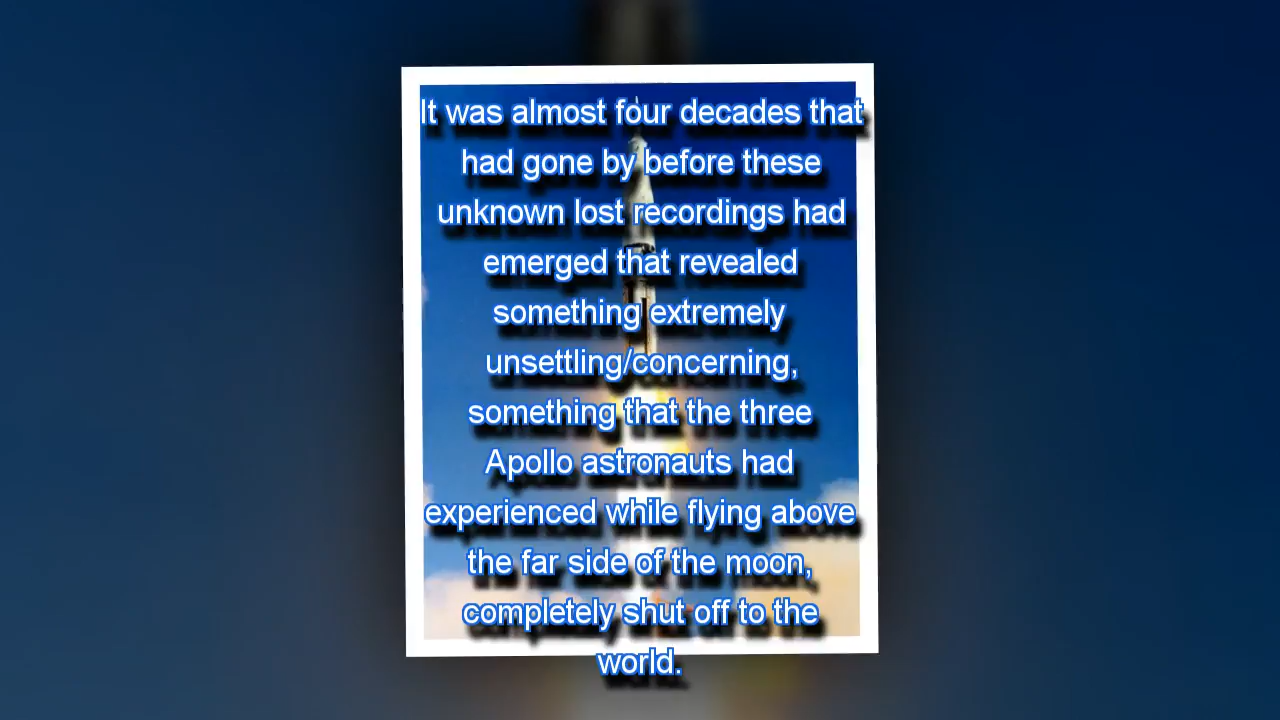 It was almost four decades that
had gone by before these
unknown lost recordings had
emerged that revealed
something extremely
unsettling/concerning,
something that the three
Apollo astronauts had
experienced while flying above
the far side of the moon,
completely shut off to the
world.